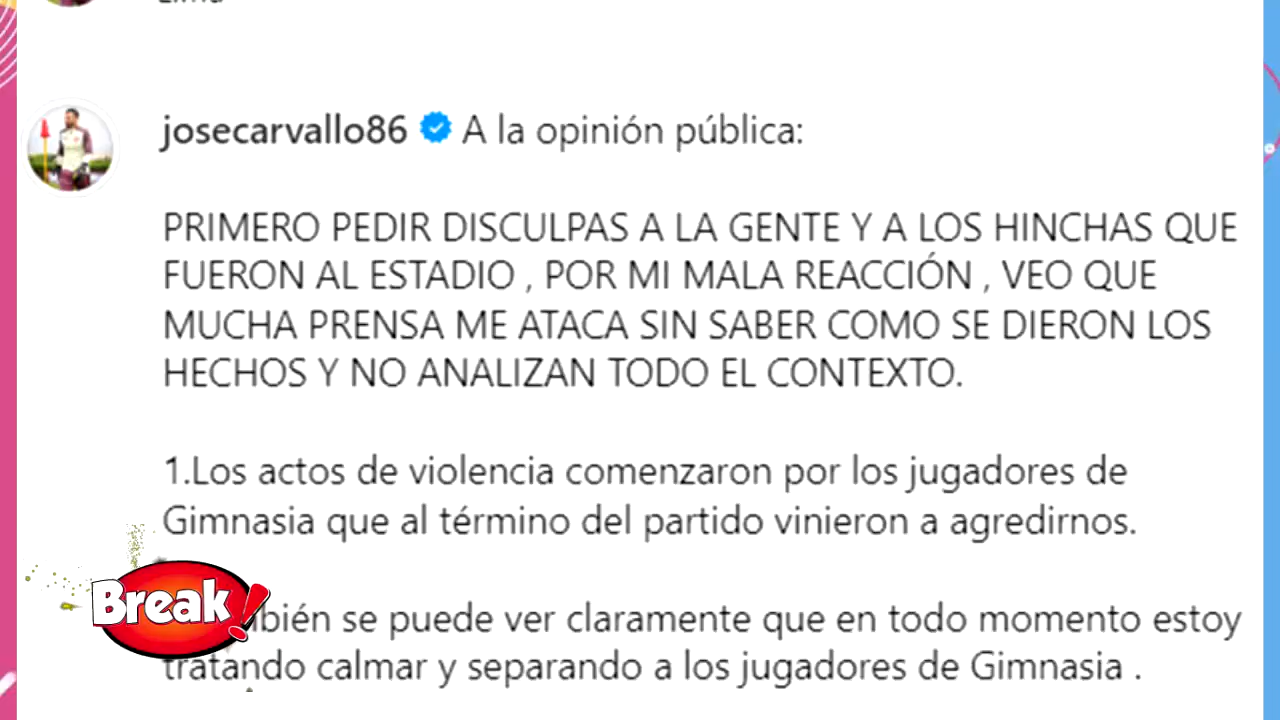 josecarvallo86 A la opinión pública:
PRIMERO PEDIR DISCULPAS A LA GENTE Y A LOS HINCHAS QUE
FUERON AL ESTADIO , POR MI MALA REACCIÓN , VEO QUE
MUCHA PRENSA ME ATACA SIN SABER COMO SE DIERON LOS
HECHOS Y NO ANALIZAN TODO EL CONTEXTO.
1.Los actos de violencia comenzaron por los jugadores de
Gimnasia que al término del partido vinieron a agredirnos.
Break!
se puede ver claramente que en todo momento estoy
tratando calmar y separando a los jugadores de Gimnasia .